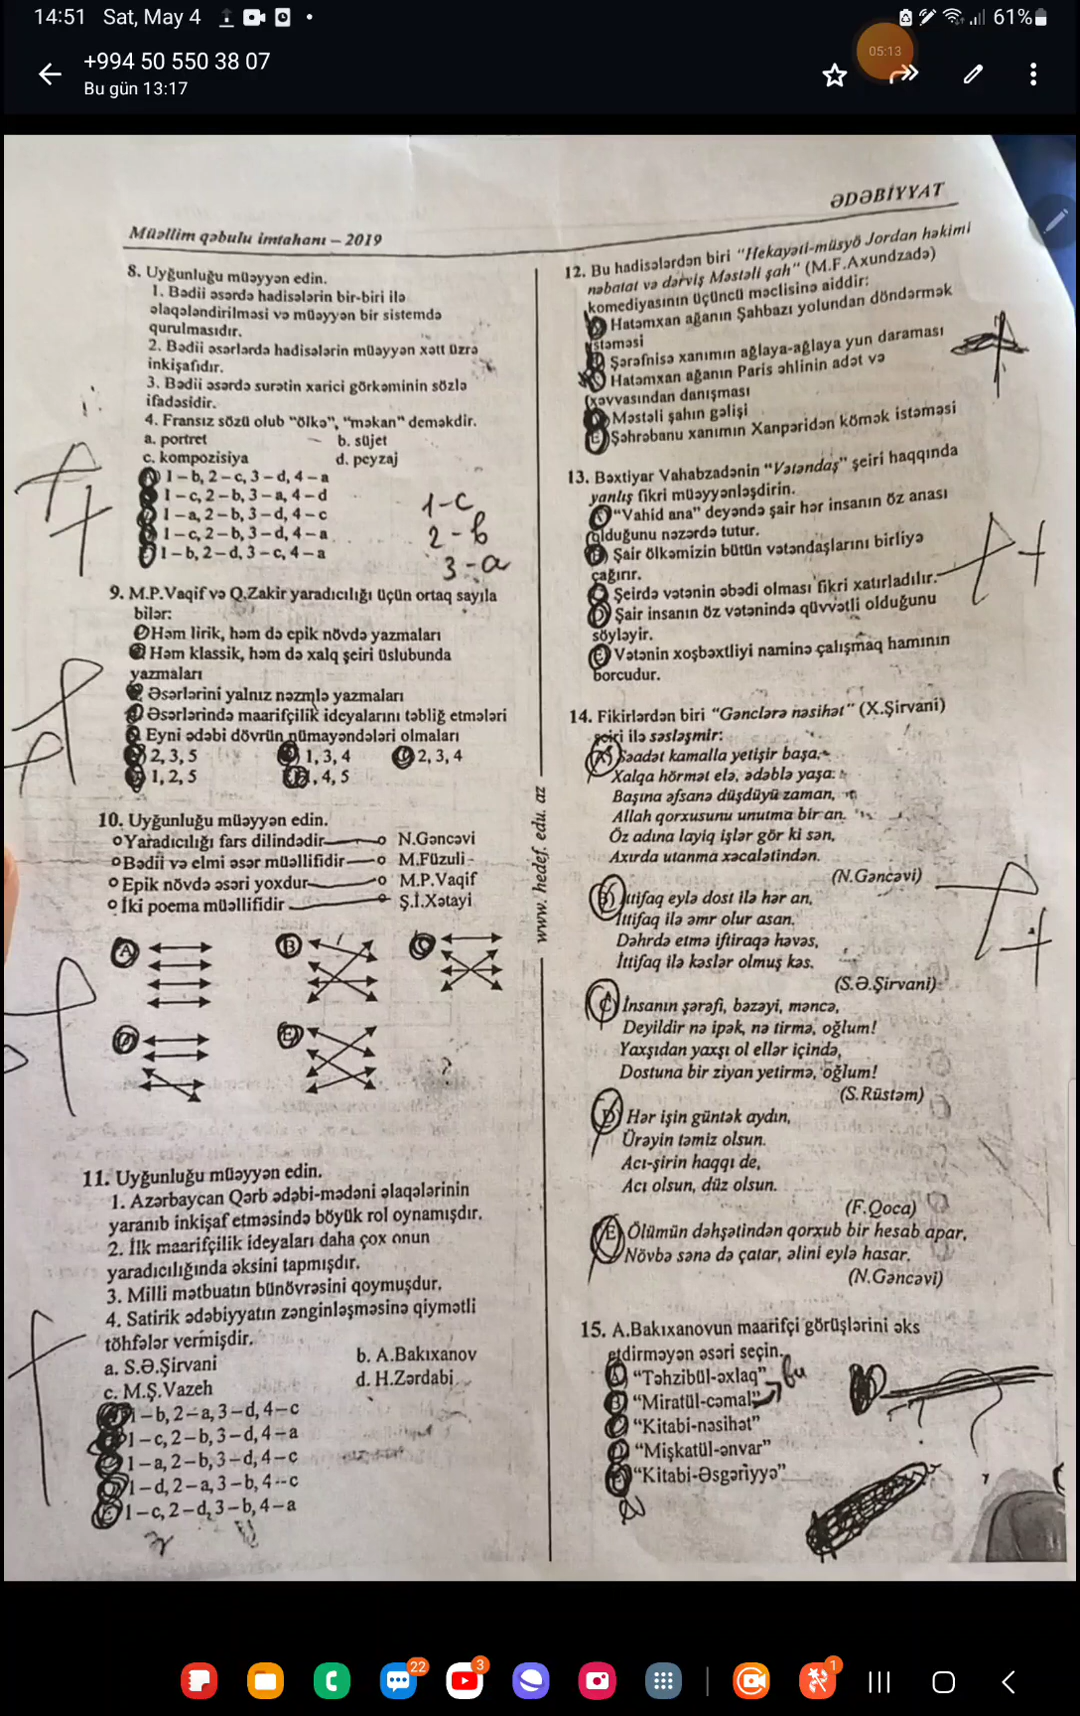 14:51 Sat, May 4
61%
+994 50 550 38 07
Bu gün 13:17
05:13
ƏDƏBİYYAT
Müəllim qəbulu imtahanı – 2019
8. Uyğunluğu müəyyən edin.
1. Bədii əsərdə hadisələrin bir-biri ilə
əlaqələndirilməsi və müəyyən bir sistemdə
qurulmasıdır.
2. Bədii əsərlərdə hadisələrin müəyyən xətt üzrə
inkişafıdır.
3. Bədii əsərdə surətin xarici görkəminin sözlə
ifadəsidir.
4. Fransız sözü olub “ölkə”, “məkan” deməkdir.
a. portret
b. süjet
c. kompozisiya
d. peyzaj
A) 1 – b, 2 – c, 3 – d, 4 – a
B) 1 – c, 2 – b, 3 – a, 4 – d
C) 1 – a, 2 – b, 3 – d, 4 – c
D) 1 – c, 2 – b, 3 – d, 4 – a
E) 1 – b, 2 – d, 3 – c, 4 – a
1-c
2-b
3-a
9. M.P.Vaqif və Q.Zakir yaradıcılığı üçün ortaq sayıla
bilər:
1 Həm lirik, həm də epik növdə yazmaları
2 Həm klassik, həm də xalq şeiri üslubunda
yazmaları
3 Əsərlərini yalnız nəzmlə yazmaları
4 Əsərlərində maarifçilik ideyalarını təbliğ etmələri
5 Eyni ədəbi dövrün nümayəndələri olmaları
A) 2, 3, 5
B) 1, 3, 4
C) 2, 3, 4
D) 1, 2, 5
E) 1, 4, 5
10. Uyğunluğu müəyyən edin.
Yaradıcılığı fars dilindədir
N.Gəncəvi
Bədii və elmi əsər müəllifidir
M.Füzuli
Epik növdə əsəri yoxdur
M.P.Vaqif
İki poema müəllifidir
Ş.İ.Xətayi
A
B
C
D
E
11. Uyğunluğu müəyyən edin.
1. Azərbaycan Qərb ədəbi-mədəni əlaqələrinin
yaranıb inkişaf etməsində böyük rol oynamışdır.
2. İlk maarifçilik ideyaları daha çox onun
yaradıcılığında əksini tapmışdır.
3. Milli mətbuatın bünövrəsini qoymuşdur.
4. Satirik ədəbiyyatın zənginləşməsinə qiymətli
töhfələr vermişdir.
a. S.Ə.Şirvani
b. A.Bakıxanov
c. M.Ş.Vazeh
d. H.Zərdabi
1 – b, 2 – a, 3 – d, 4 – c
1 – c, 2 – b, 3 – d, 4 – a
1 – a, 2 – b, 3 – d, 4 – c
1 – d, 2 – a, 3 – b, 4 – c
1 – c, 2 – d, 3 – b, 4 – a
www. hedef. edu. az
12. Bu hadisələrdən biri “Hekayəti-müsyö Jordan həkimi
nəbatat və dərviş Məstəli şah” (M.F.Axundzadə)
komediyasının üçüncü məclisinə aiddir:
Hatəmxan ağanın Şahbazı yolundan döndərmək
istəməsi
Şərəfnisə xanımın ağlaya-ağlaya yun daraması
Hatəmxan ağanın Paris əhlinin adət və
xəvvasından danışması
Məstəli şahın gəlişi
E) Şəhrəbanu xanımın Xanpəridən kömək istəməsi
13. Bəxtiyar Vahabzadənin “Vətəndaş” şeiri haqqında
yanlış fikri müəyyənləşdirin.
“Vahid ana” deyəndə şair hər insanın öz anası
olduğunu nəzərdə tutur.
Şair ölkəmizin bütün vətəndaşlarını birliyə
çağırır.
Şeirdə vətənin əbədi olması fikri xatırladılır.
Şair insanın öz vətənində qüvvətli olduğunu
söyləyir.
Vətənin xoşbəxtliyi naminə çalışmaq hamının
borcudur.
14. Fikirlərdən biri “Gənclərə nəsihət” (X.Şirvani)
şeiri ilə səsləşmir:
A) Səadət kamalla yetişir başa,
Xalqa hörmət elə, ədəblə yaşa.
Başına əfsanə düşdüyü zaman,
Allah qorxusunu unutma bir an.
Öz adına layiq işlər gör ki sən,
Axırda utanma xəcalətindən.
(N.Gəncəvi)
B) İttifaq eylə dost ilə hər an,
İttifaq ilə əmr olur asan.
Dəhrdə etmə iftiraqə həvəs,
İttifaq ilə kəslər olmuş kəs.
(S.Ə.Şirvani)
C) İnsanın şərəfi, bəzəyi, məncə,
Deyildir nə ipək, nə tirmə, oğlum!
Yaxşıdan yaxşı ol ellər içində,
Dostuna bir ziyan yetirmə, oğlum!
(S.Rüstəm)
D) Hər işin güntək aydın,
Ürəyin təmiz olsun.
Acı-şirin haqqı de,
Acı olsun, düz olsun.
(F.Qoca)
E) Ölümün dəhşətindən qorxub bir hesab apar,
Növbə sənə də çatar, əlini eylə hasar.
(N.Gəncəvi)
15. A.Bakıxanovun maarifçi görüşlərini əks
etdirməyən əsəri seçin.
A) “Təhzibül-əxlaq”
bu
B) “Miratül-cəmal”
C) “Kitabi-nəsihət”
D) “Mişkatül-ənvar”
E) “Kitabi-Əsgəriyyə”
22
3
1